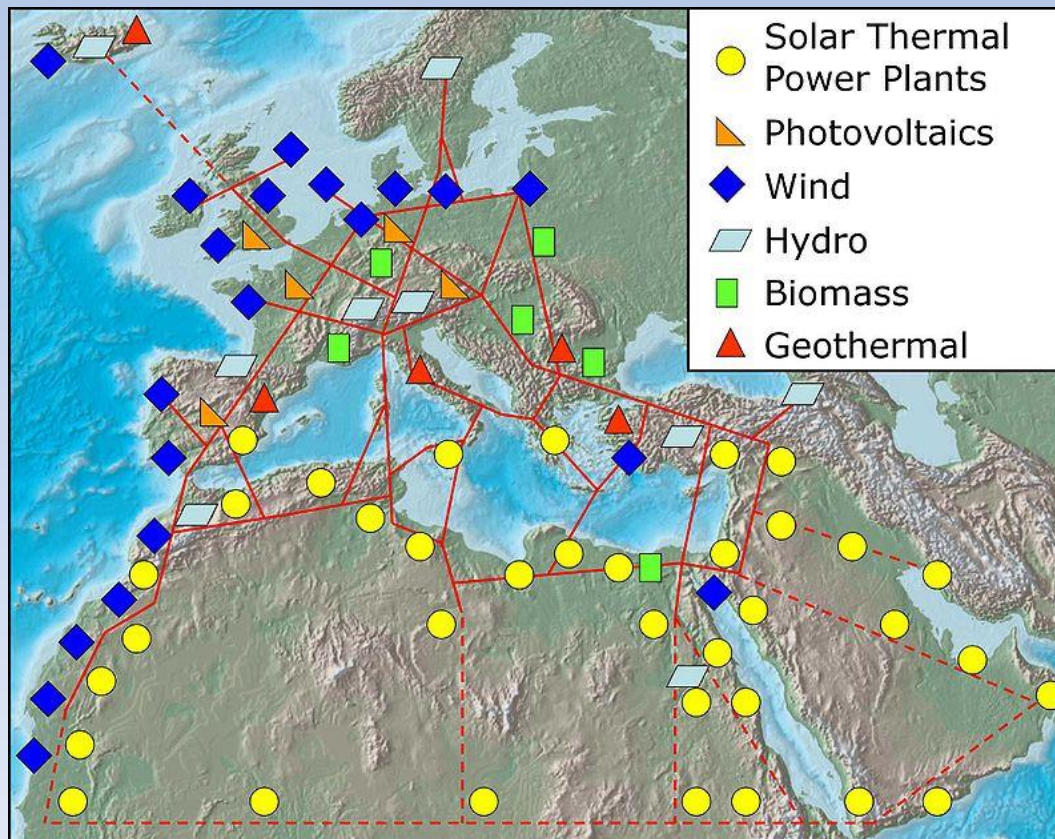 Solar Thermal
Power Plants
Photovoltaics
Wind
Hydro
Biomass
Geothermal